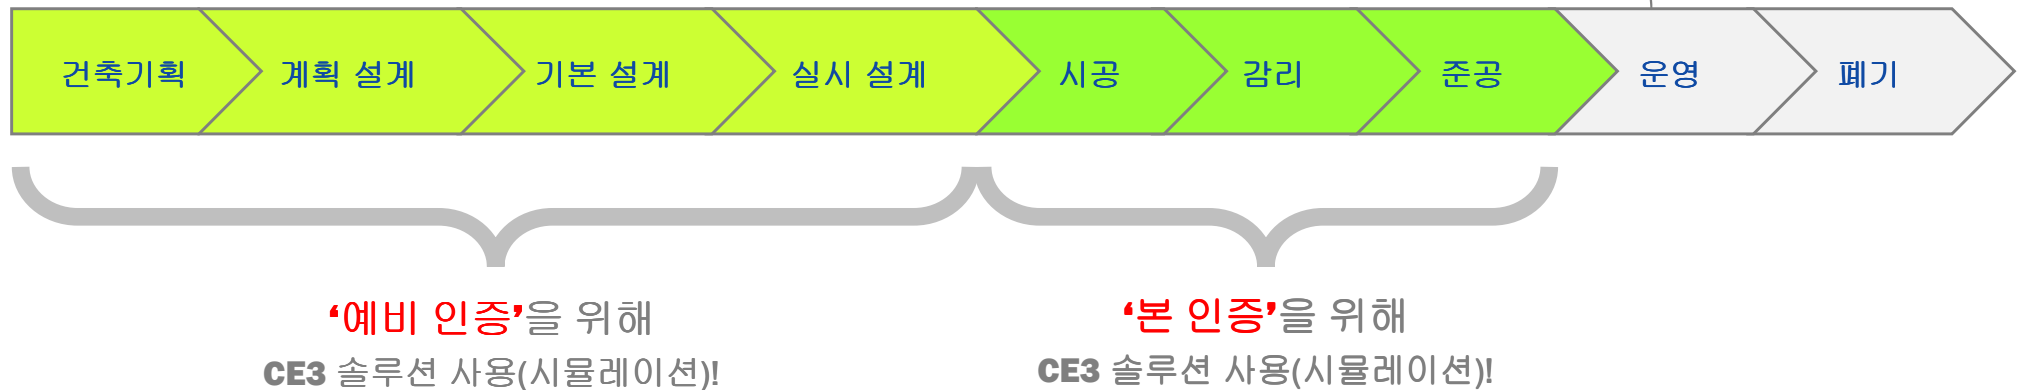 건축기획 계획 설계 기본 설계 실시 설계 시공 감리 준공 운영 폐기
‘예비 인증’을 위해
CE3 솔루션 사용(시뮬레이션)!
‘본 인증’을 위해
CE3 솔루션 사용(시뮬레이션)!